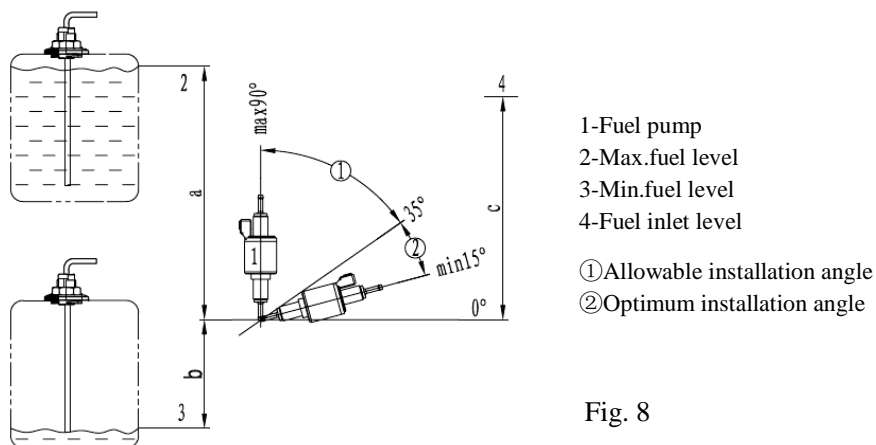 2
3
a
b
max90°
1
①
35°
②
min15°
0°
4
c
1-Fuel pump
2-Max.fuel level
3-Min.fuel level
4-Fuel inlet level
①Allowable installation angle
②Optimum installation angle
Fig. 8